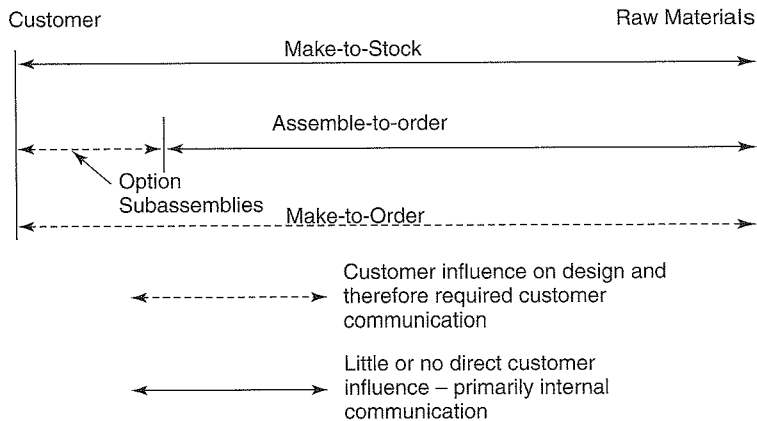 Customer
Raw Materials
Make-to-Stock
Assemble-to-order
Option
Subassemblies
Make-to-Order
Customer influence on design and
therefore required customer
communication
Little or no direct customer
influence – primarily internal
communication